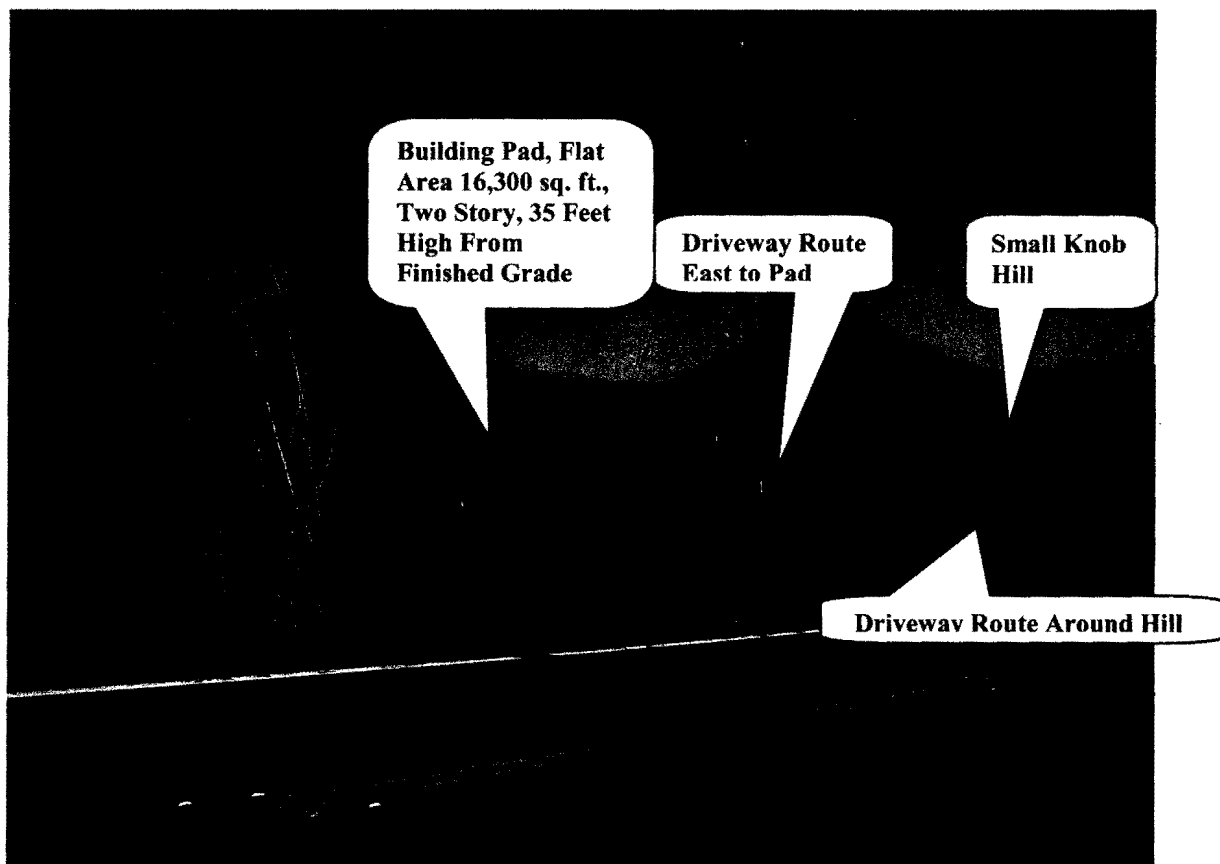 Building Pad, Flat
Area 16,300 sq. ft.,
Two Story, 35 Feet
High From
Finished Grade
Driveway Route
East to Pad
Small Knob
Hill
Driveway Route Around Hill